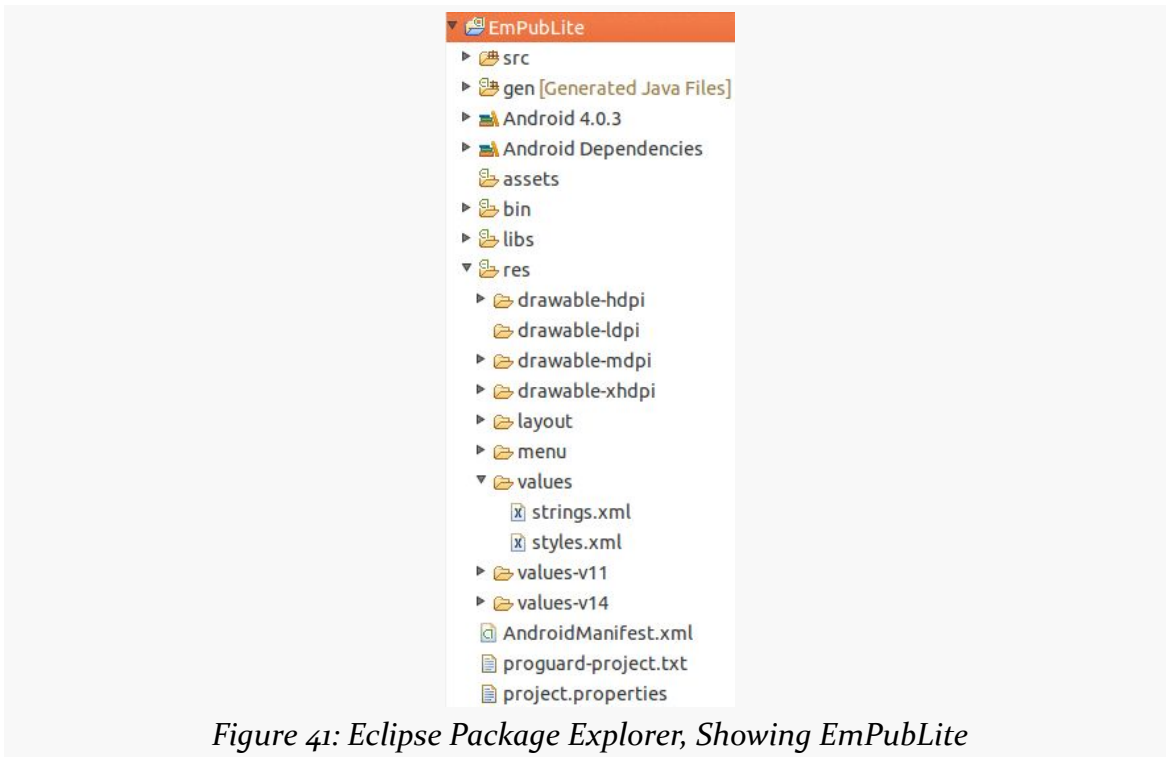 EmPubLite
src
gen [Generated Java Files]
Android 4.0.3
Android Dependencies
assets
bin
libs
res
drawable-hdpi
drawable-ldpi
drawable-mdpi
drawable-xhdpi
layout
menu
values
strings.xml
styles.xml
values-v11
values-v14
AndroidManifest.xml
proguard-project.txt
project.properties
Figure 41: Eclipse Package Explorer, Showing EmPubLite